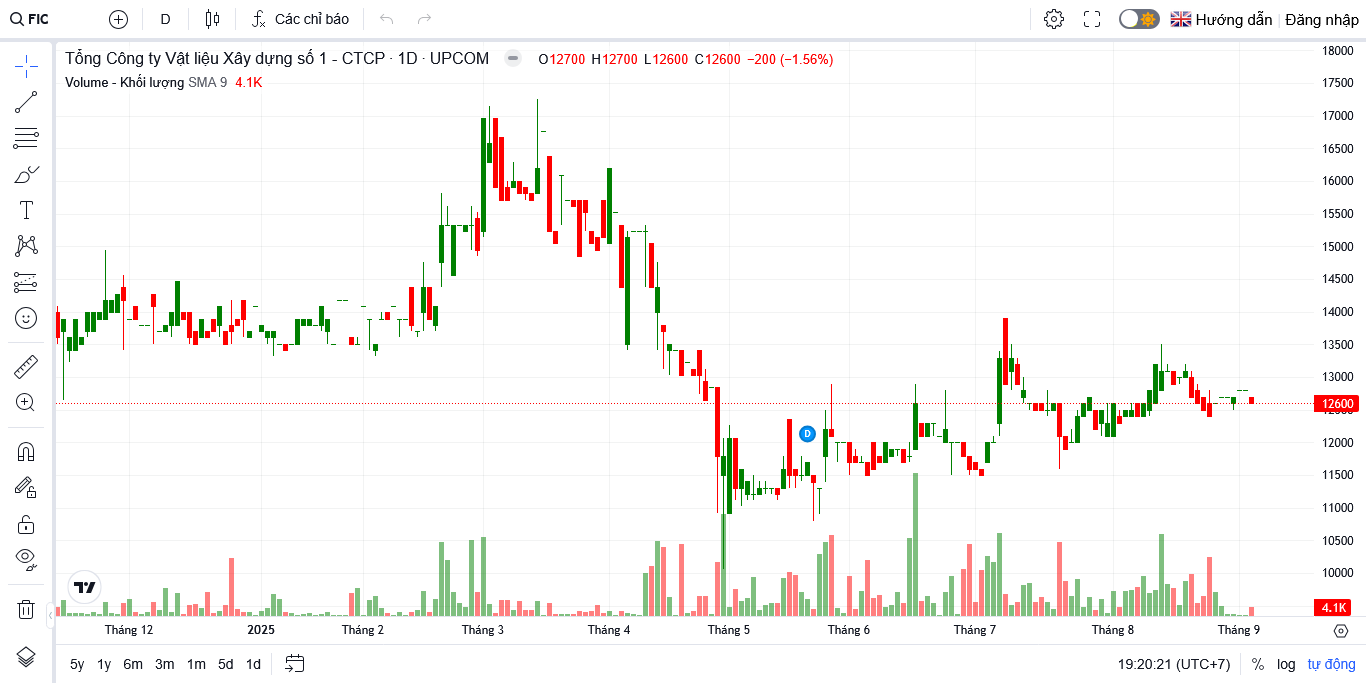 FIC D Các chỉ báo Hướng dẫn Đăng nhập
Tổng Công ty Vật liệu Xây dựng số 1 - CTCP · 1D · UPCOM O12700 H12700 L12600 C12600 −200 (−1.56%)
Volume - Khối lượng SMA 9 4.1K
18000
17500
17000
16500
16000
15500
15000
14500
14000
13500
13000
12600
12500
12000
11500
11000
10500
10000
D
4.1K
Tháng 12 2025 Tháng 2 Tháng 3 Tháng 4 Tháng 5 Tháng 6 Tháng 7 Tháng 8 Tháng 9
5y 1y 6m 3m 1m 5d 1d 19:20:21 (UTC+7) % log tự động